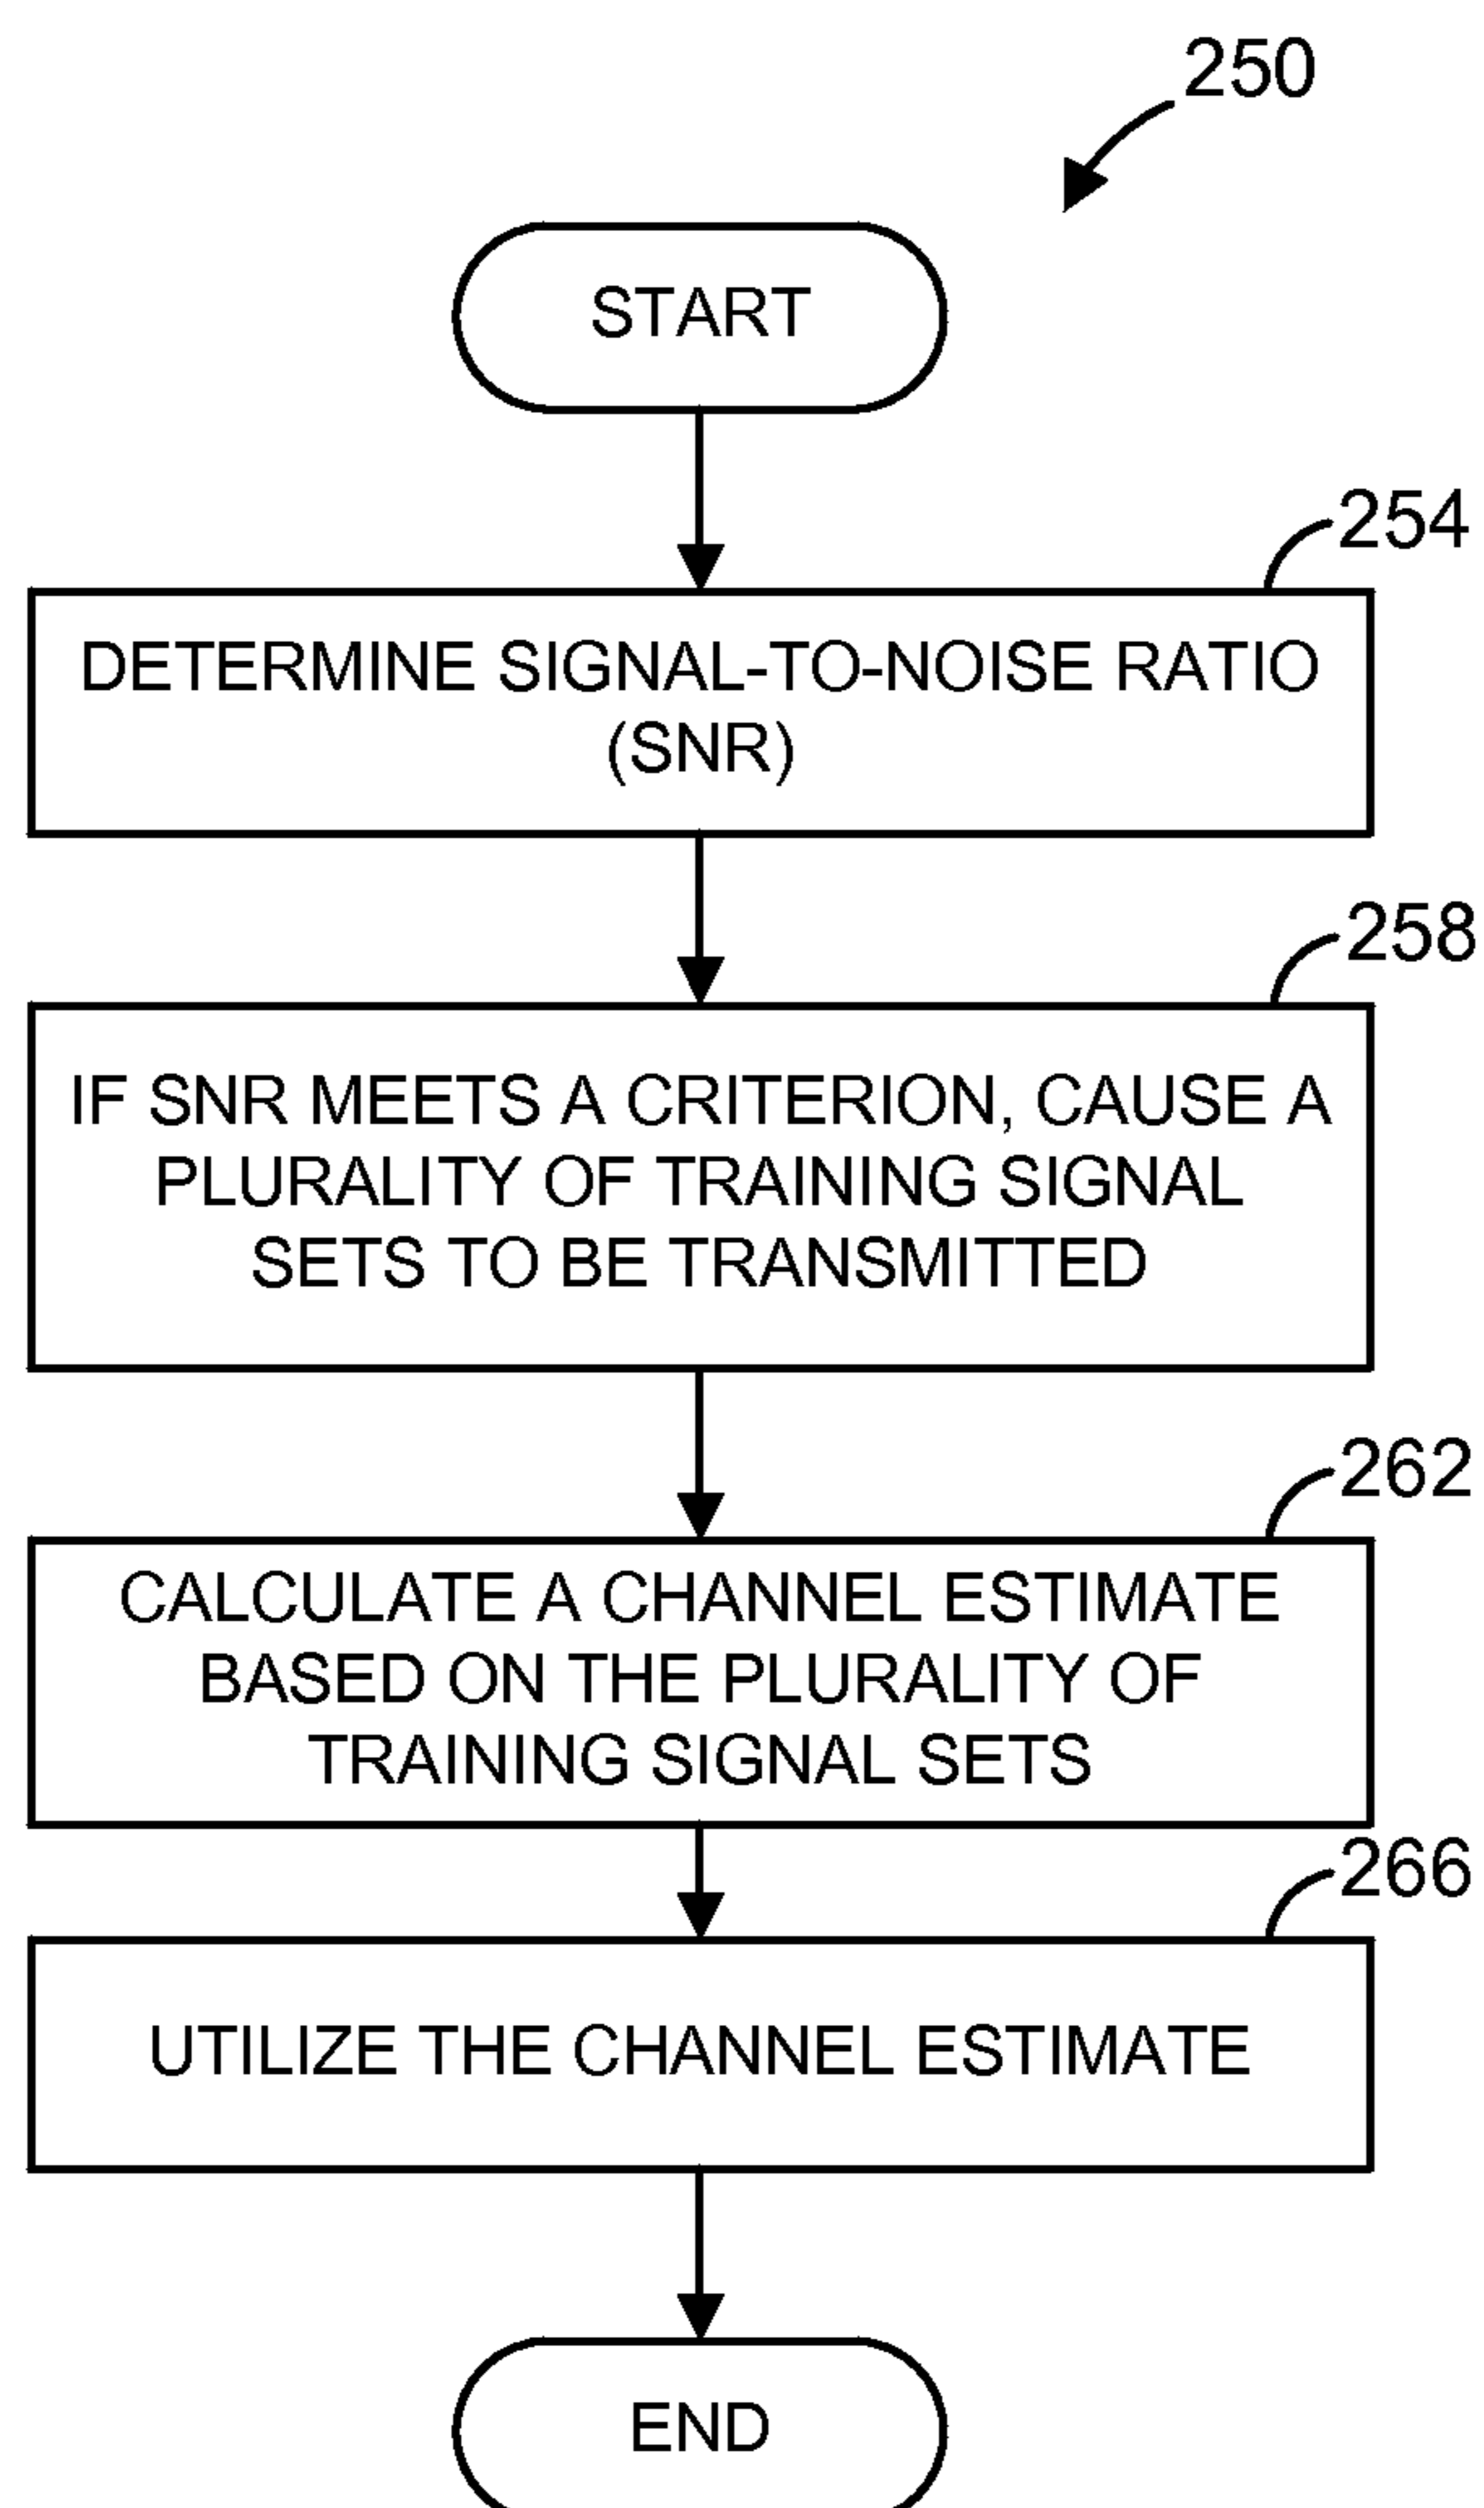 250
START
254
DETERMINE SIGNAL-TO-NOISE RATIO
(SNR)
258
IF SNR MEETS A CRITERION, CAUSE A
PLURALITY OF TRAINING SIGNAL
SETS TO BE TRANSMITTED
262
CALCULATE A CHANNEL ESTIMATE
BASED ON THE PLURALITY OF
TRAINING SIGNAL SETS
266
UTILIZE THE CHANNEL ESTIMATE
END